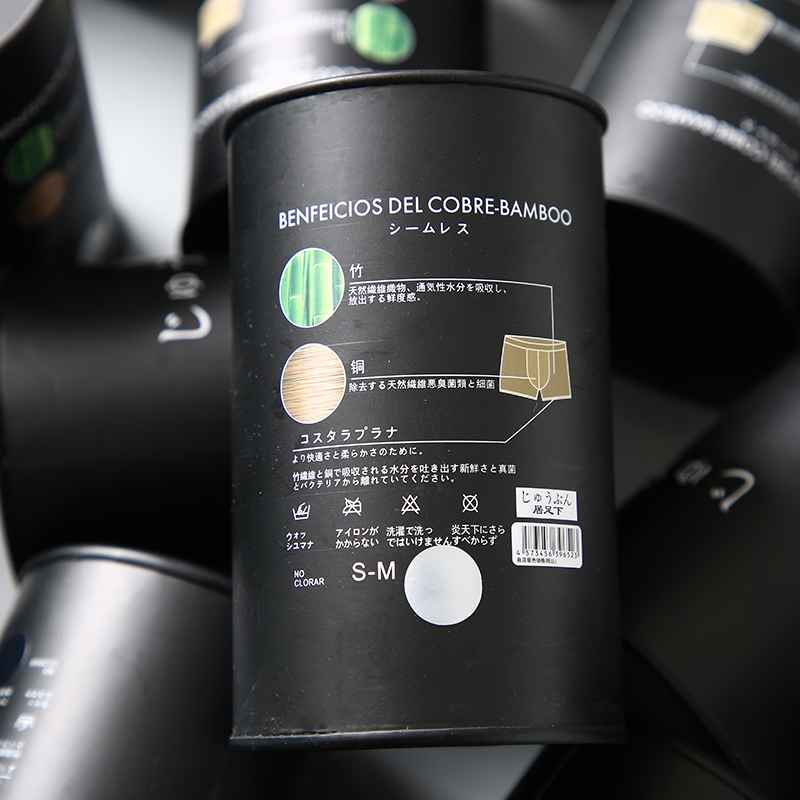 BENFEICIOS DEL COBRE-BAMBOO
シームレス
竹
天然繊維織物、通気性水分を吸収し、
放出する鮮度感。
铜
除去する天然繊維悪臭菌類と細菌
コスタラプラナ
より快適さと柔らかさのために。
竹繊維と銅で吸収される水分を吐き出す新鮮さと真菌
とバクテリアから離れていてください。
ウオッ
シユマナ
アイロンが
かからない
洗濯で洗っ
ではいけません
炎天下にさら
すべからず
じゅうぶん
居足下
4 573456 396523
NO
CLORAR
S-M